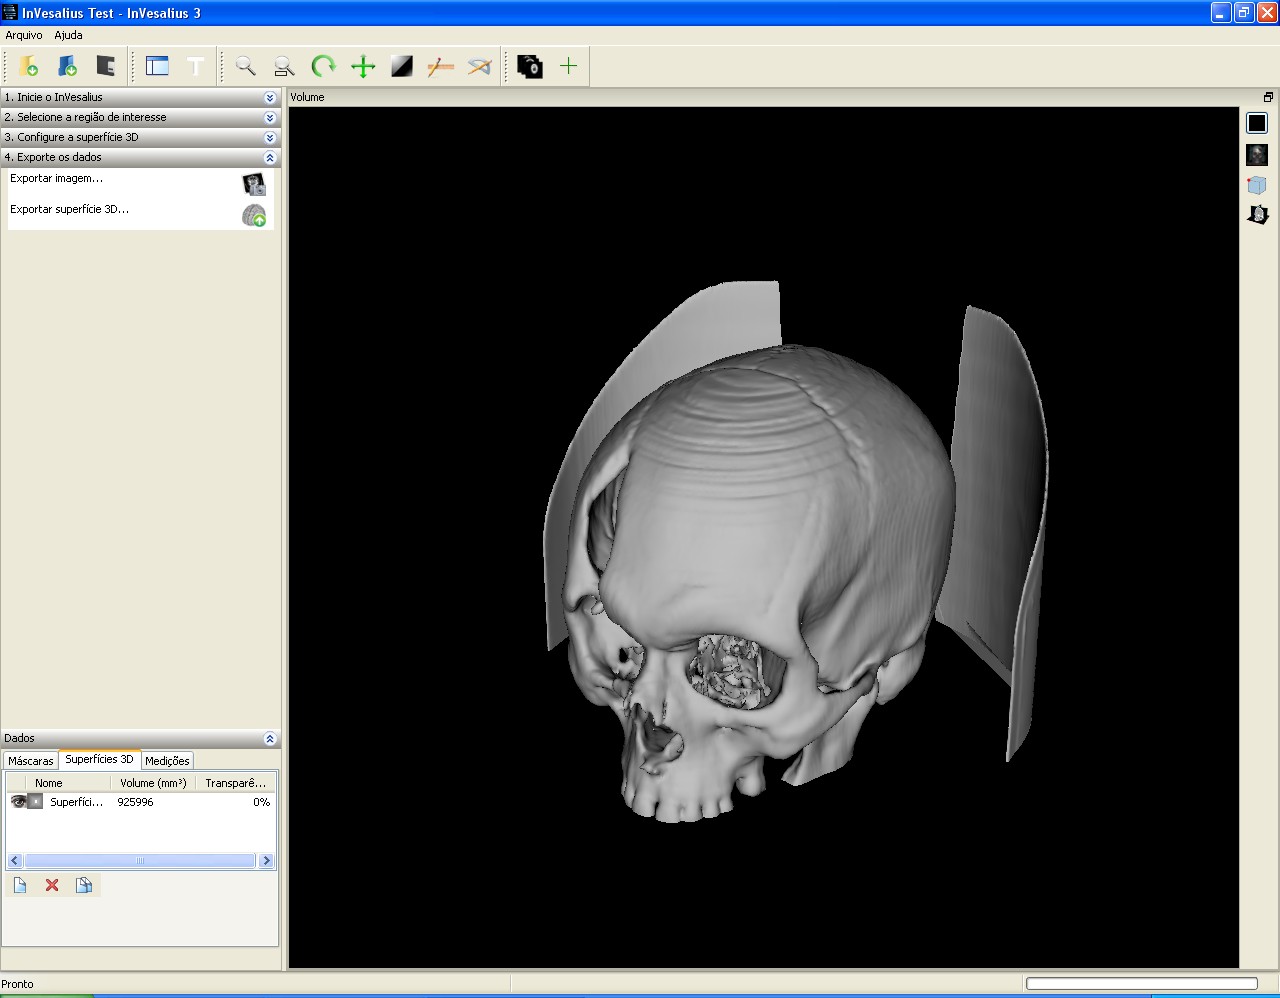 InVesalius Test - InVesalius 3
Arquivo Ajuda
1. Inicie o InVesalius
2. Selecione a região de interesse
3. Configure a superfície 3D
4. Exporte os dados
Exportar imagem...
Exportar superfície 3D...
Volume
Dados
Máscaras Superfícies 3D Medições
Nome Volume (mm³) Transparê...
Superfíci... 925996 0%
Pronto